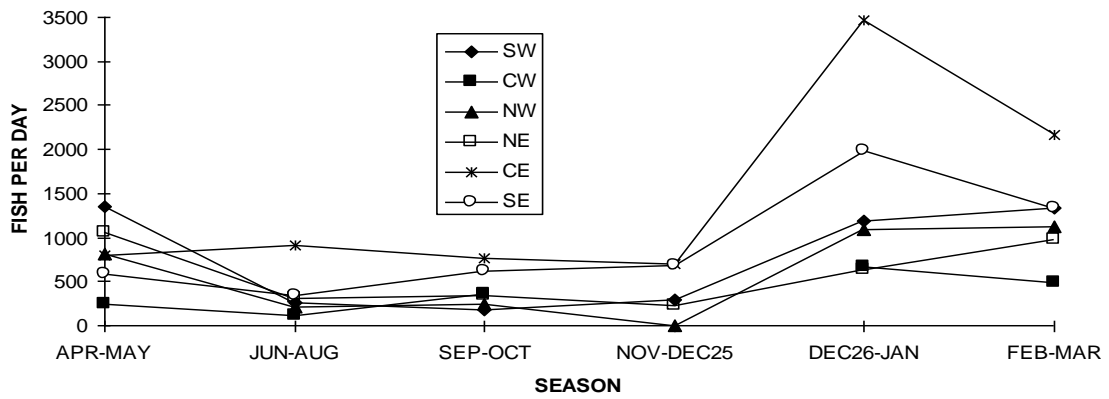 3500
3000
2500
2000
1500
1000
500
0
FISH PER DAY
SW
CW
NW
NE
CE
SE
APR-MAY JUN-AUG SEP-OCT NOV-DEC25 DEC26-JAN FEB-MAR
SEASON